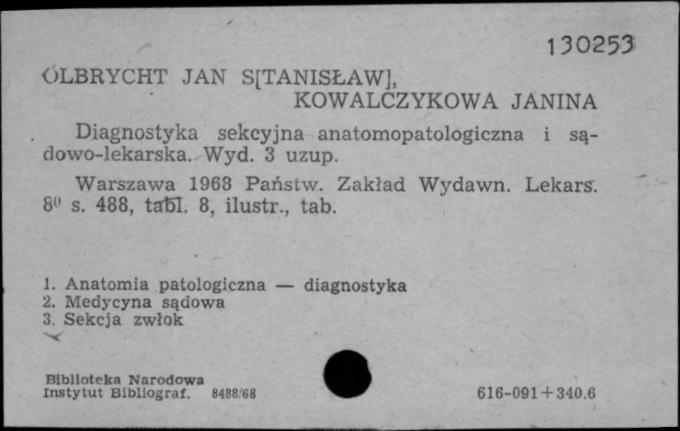 130253
OLBRYCHT JAN S[TANISŁAW],
KOWALCZYKOWA JANINA
Diagnostyka sekcyjna anatomopatologiczna i są-
dowo-lekarska. Wyd. 3 uzup.
Warszawa 1968 Państw. Zakład Wydawn. Lekars.
8⁰ s. 488, tabl. 8, ilustr., tab.
1. Anatomia patologiczna — diagnostyka
2. Medycyna sądowa
3. Sekcja zwłok
Biblioteka Narodowa
Instytut Bibliograf. 8488/68
616-091+340.6